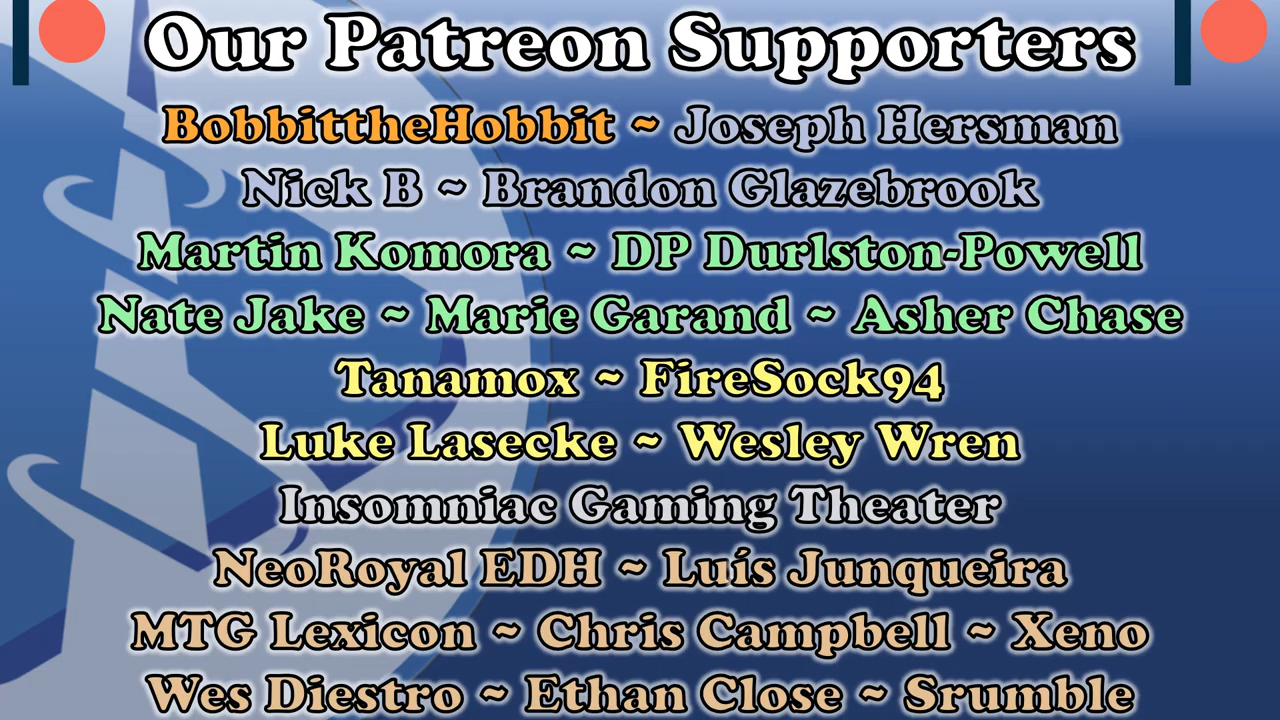 Our Patreon Supporters
BobbittheHobbit ~ Joseph Hersman
Nick B ~ Brandon Glazebrook
Martin Komora ~ DP Durlston-Powell
Nate Jake ~ Marie Garand ~ Asher Chase
Tanamox ~ FireSock94
Luke Lasecke ~ Wesley Wren
Insomniac Gaming Theater
NeoRoyal EDH ~ Luís Junqueira
MTG Lexicon ~ Chris Campbell ~ Xeno
Wes Diestro ~ Ethan Close ~ Srumble